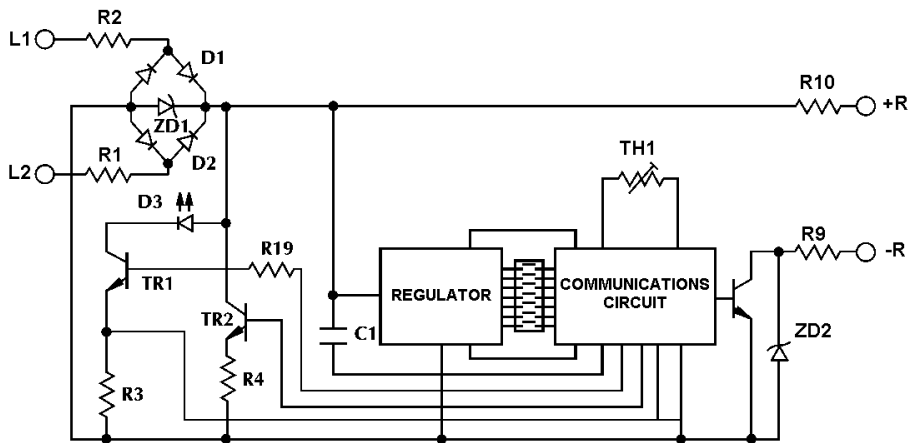 R2
L1
D1
R10
+R
ZD1
R1
D2
L2
TH1
D3
R19
R9
-R
TR1
REGULATOR
COMMUNICATIONS
CIRCUIT
TR2
C1
ZD2
R4
R3